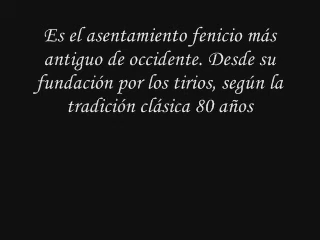 Es el asentamiento fenicio más
antiguo de occidente. Desde su
fundación por los tirios, según la
tradición clásica 80 años